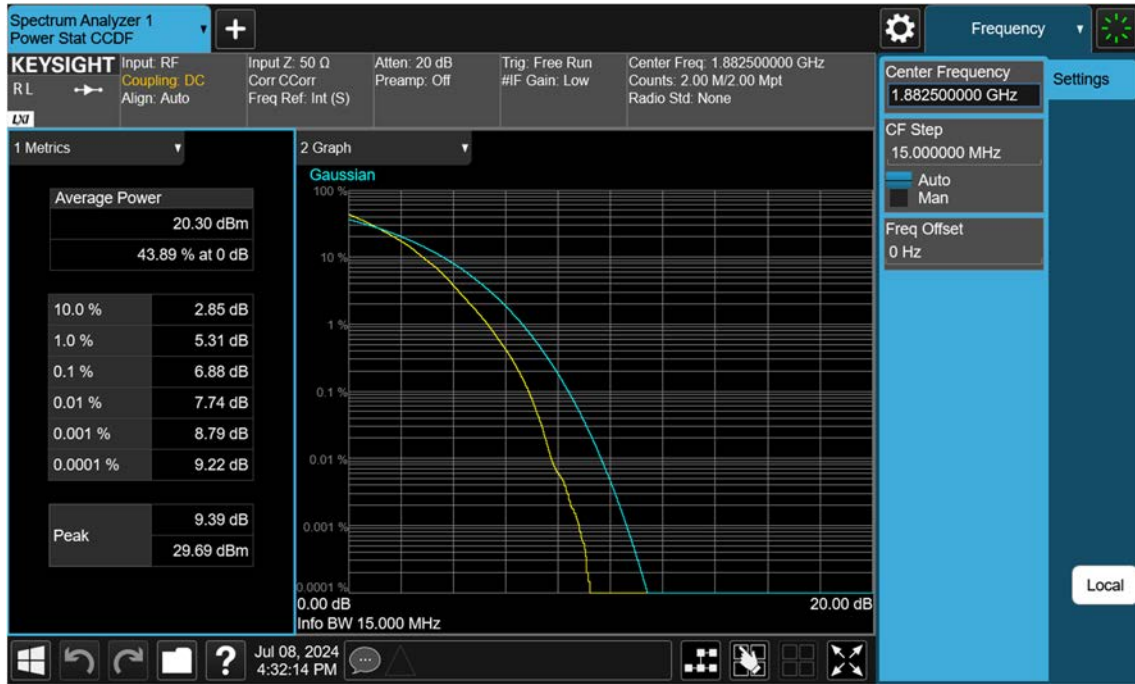 Spectrum Analyzer 1
Power Stat CCDF
Frequency
KEYSIGHT
RL
LXI
Input: RF
Coupling: DC
Align: Auto
Input Z: 50 Ω
Corr CCorr
Freq Ref: Int (S)
Atten: 20 dB
Preamp: Off
Trig: Free Run
#IF Gain: Low
Center Freq: 1.882500000 GHz
Counts: 2.00 M/2.00 Mpt
Radio Std: None
Center Frequency
1.882500000 GHz
Settings
CF Step
15.000000 MHz
Auto
Man
Freq Offset
0 Hz
1 Metrics
Average Power
20.30 dBm
43.89 % at 0 dB
10.0 % 2.85 dB
1.0 % 5.31 dB
0.1 % 6.88 dB
0.01 % 7.74 dB
0.001 % 8.79 dB
0.0001 % 9.22 dB
Peak
9.39 dB
29.69 dBm
2 Graph
Gaussian
100 %
10 %
1 %
0.1 %
0.01 %
0.001 %
0.0001 %
0.00 dB 20.00 dB
Info BW 15.000 MHz
Local
?
Jul 08, 2024
4:32:14 PM